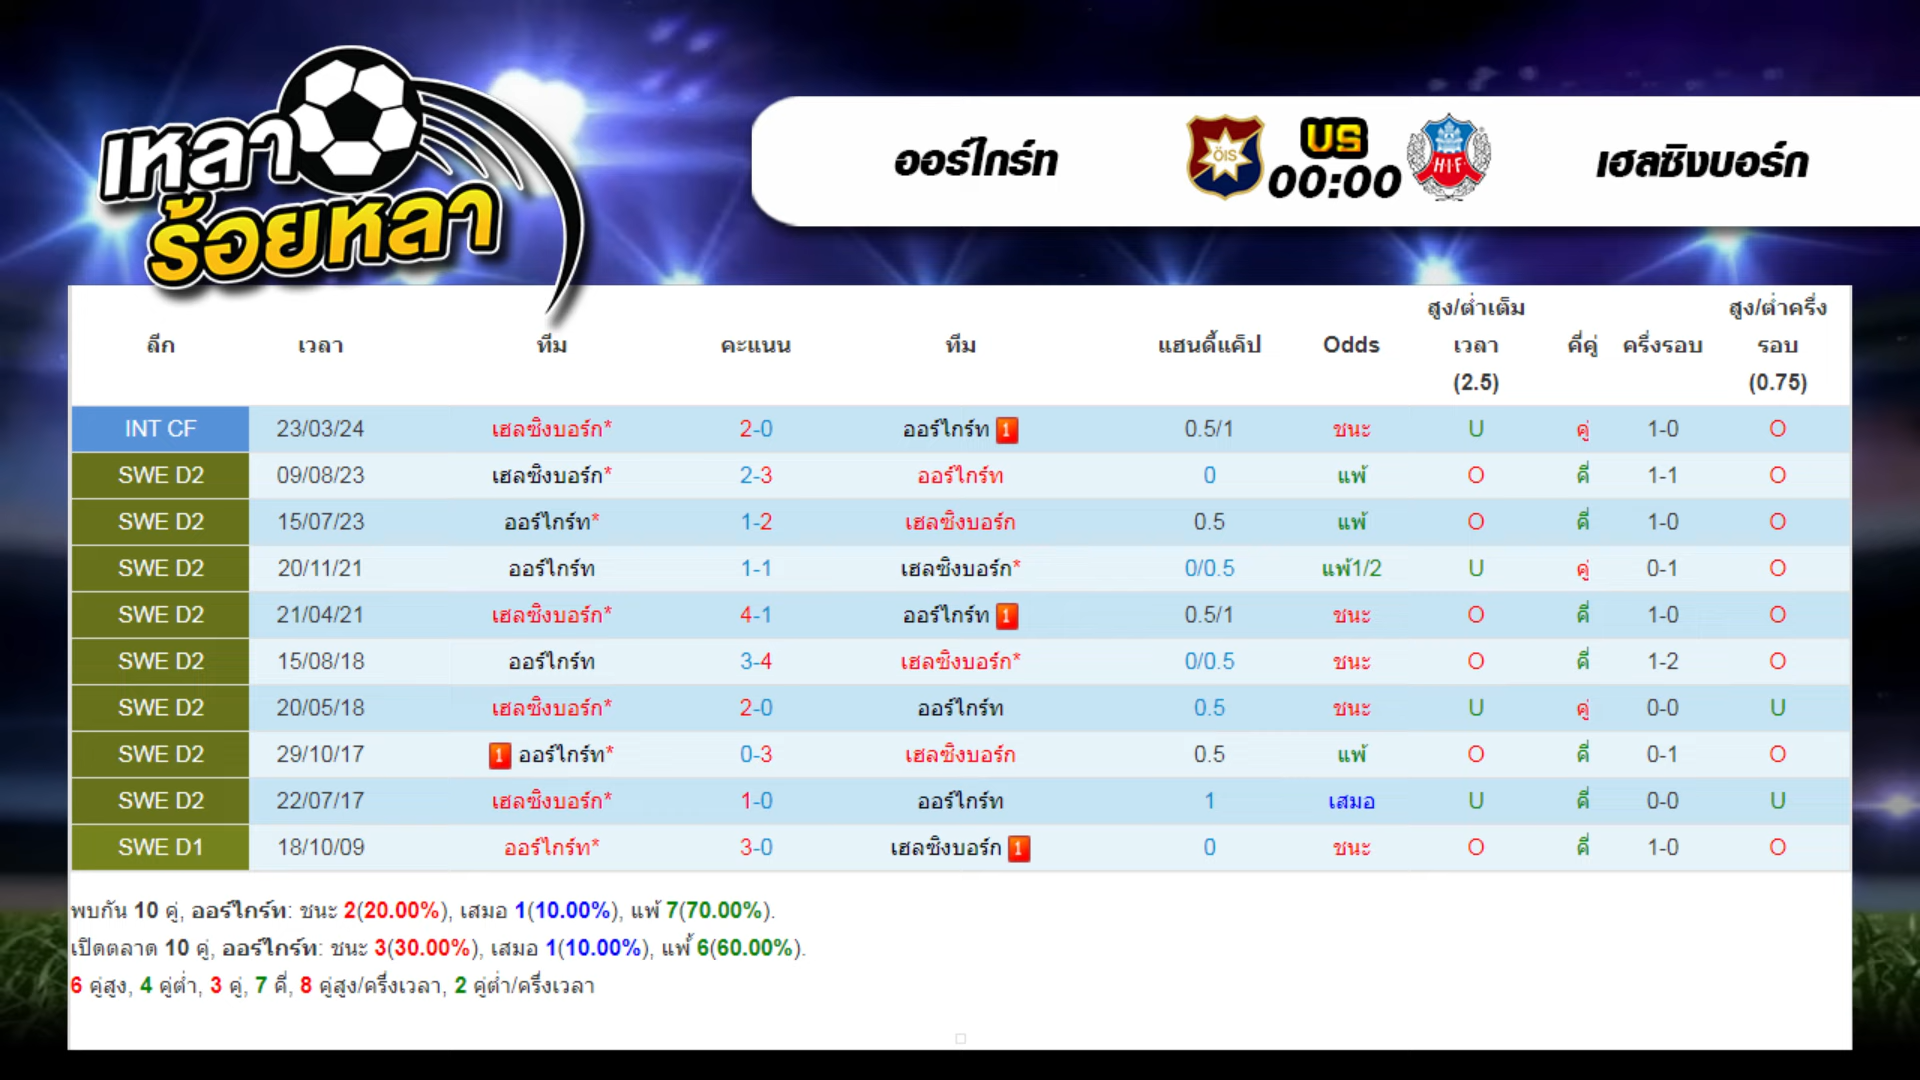 เหลา
ร้อยหลา
ออร์ไกร์ท
ÖIS
VS
00:00
H.I.F.
เฮลซิงบอร์ก
ลีก เวลา ทีม คะแนน ทีม แฮนดี้แค็ป Odds สูง/ต่ำเต็มเวลา (2.5) คี่คู่ ครึ่งรอบ สูง/ต่ำครึ่งรอบ (0.75)
INT CF 23/03/24 เฮลซิงบอร์ก* 2-0 ออร์ไกร์ท 1 0.5/1 ชนะ U คู่ 1-0 O
SWE D2 09/08/23 เฮลซิงบอร์ก* 2-3 ออร์ไกร์ท 0 แพ้ O คี่ 1-1 O
SWE D2 15/07/23 ออร์ไกร์ท* 1-2 เฮลซิงบอร์ก 0.5 แพ้ O คี่ 1-0 O
SWE D2 20/11/21 ออร์ไกร์ท 1-1 เฮลซิงบอร์ก* 0/0.5 แพ้1/2 U คู่ 0-1 O
SWE D2 21/04/21 เฮลซิงบอร์ก* 4-1 ออร์ไกร์ท 1 0.5/1 ชนะ O คี่ 1-0 O
SWE D2 15/08/18 ออร์ไกร์ท 3-4 เฮลซิงบอร์ก* 0/0.5 ชนะ O คี่ 1-2 O
SWE D2 20/05/18 เฮลซิงบอร์ก* 2-0 ออร์ไกร์ท 0.5 ชนะ U คู่ 0-0 U
SWE D2 29/10/17 1 ออร์ไกร์ท* 0-3 เฮลซิงบอร์ก 0.5 แพ้ O คี่ 0-1 O
SWE D2 22/07/17 เฮลซิงบอร์ก* 1-0 ออร์ไกร์ท 1 เสมอ U คี่ 0-0 U
SWE D1 18/10/09 ออร์ไกร์ท* 3-0 เฮลซิงบอร์ก 1 0 ชนะ O คี่ 1-0 O
พบกัน 10 คู่, ออร์ไกร์ท: ชนะ 2(20.00%), เสมอ 1(10.00%), แพ้ 7(70.00%).
เปิดตลาด 10 คู่, ออร์ไกร์ท: ชนะ 3(30.00%), เสมอ 1(10.00%), แพ้ 6(60.00%).
6 คู่สูง, 4 คู่ต่ำ, 3 คู่, 7 คี่, 8 คู่สูง/ครึ่งเวลา, 2 คู่ต่ำ/ครึ่งเวลา